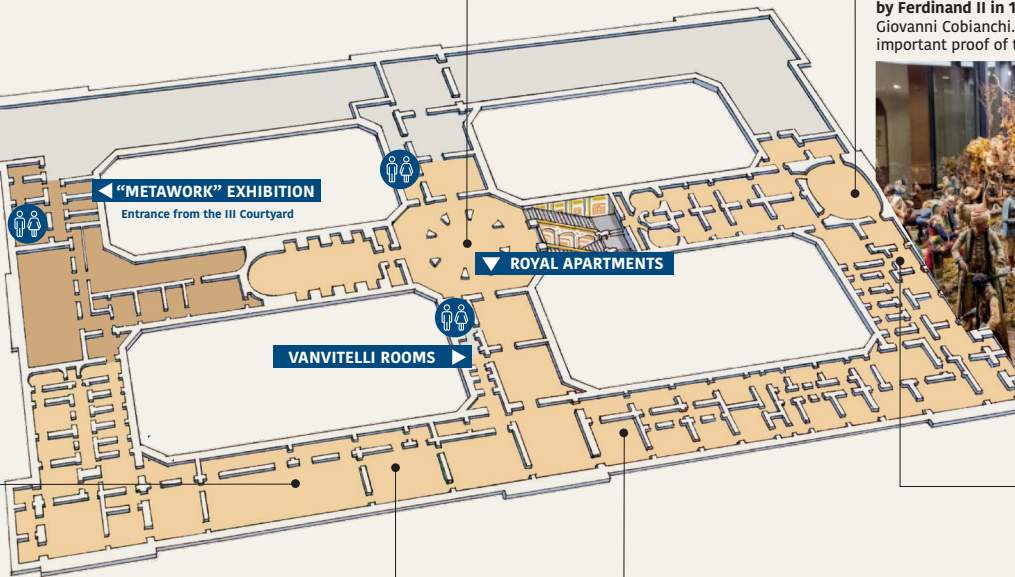 by Ferdinand II in 1
Giovanni Cobianchi.
important proof of t
“METAWORK” EXHIBITION
Entrance from the III Courtyard
ROYAL APARTMENTS
VANVITELLI ROOMS